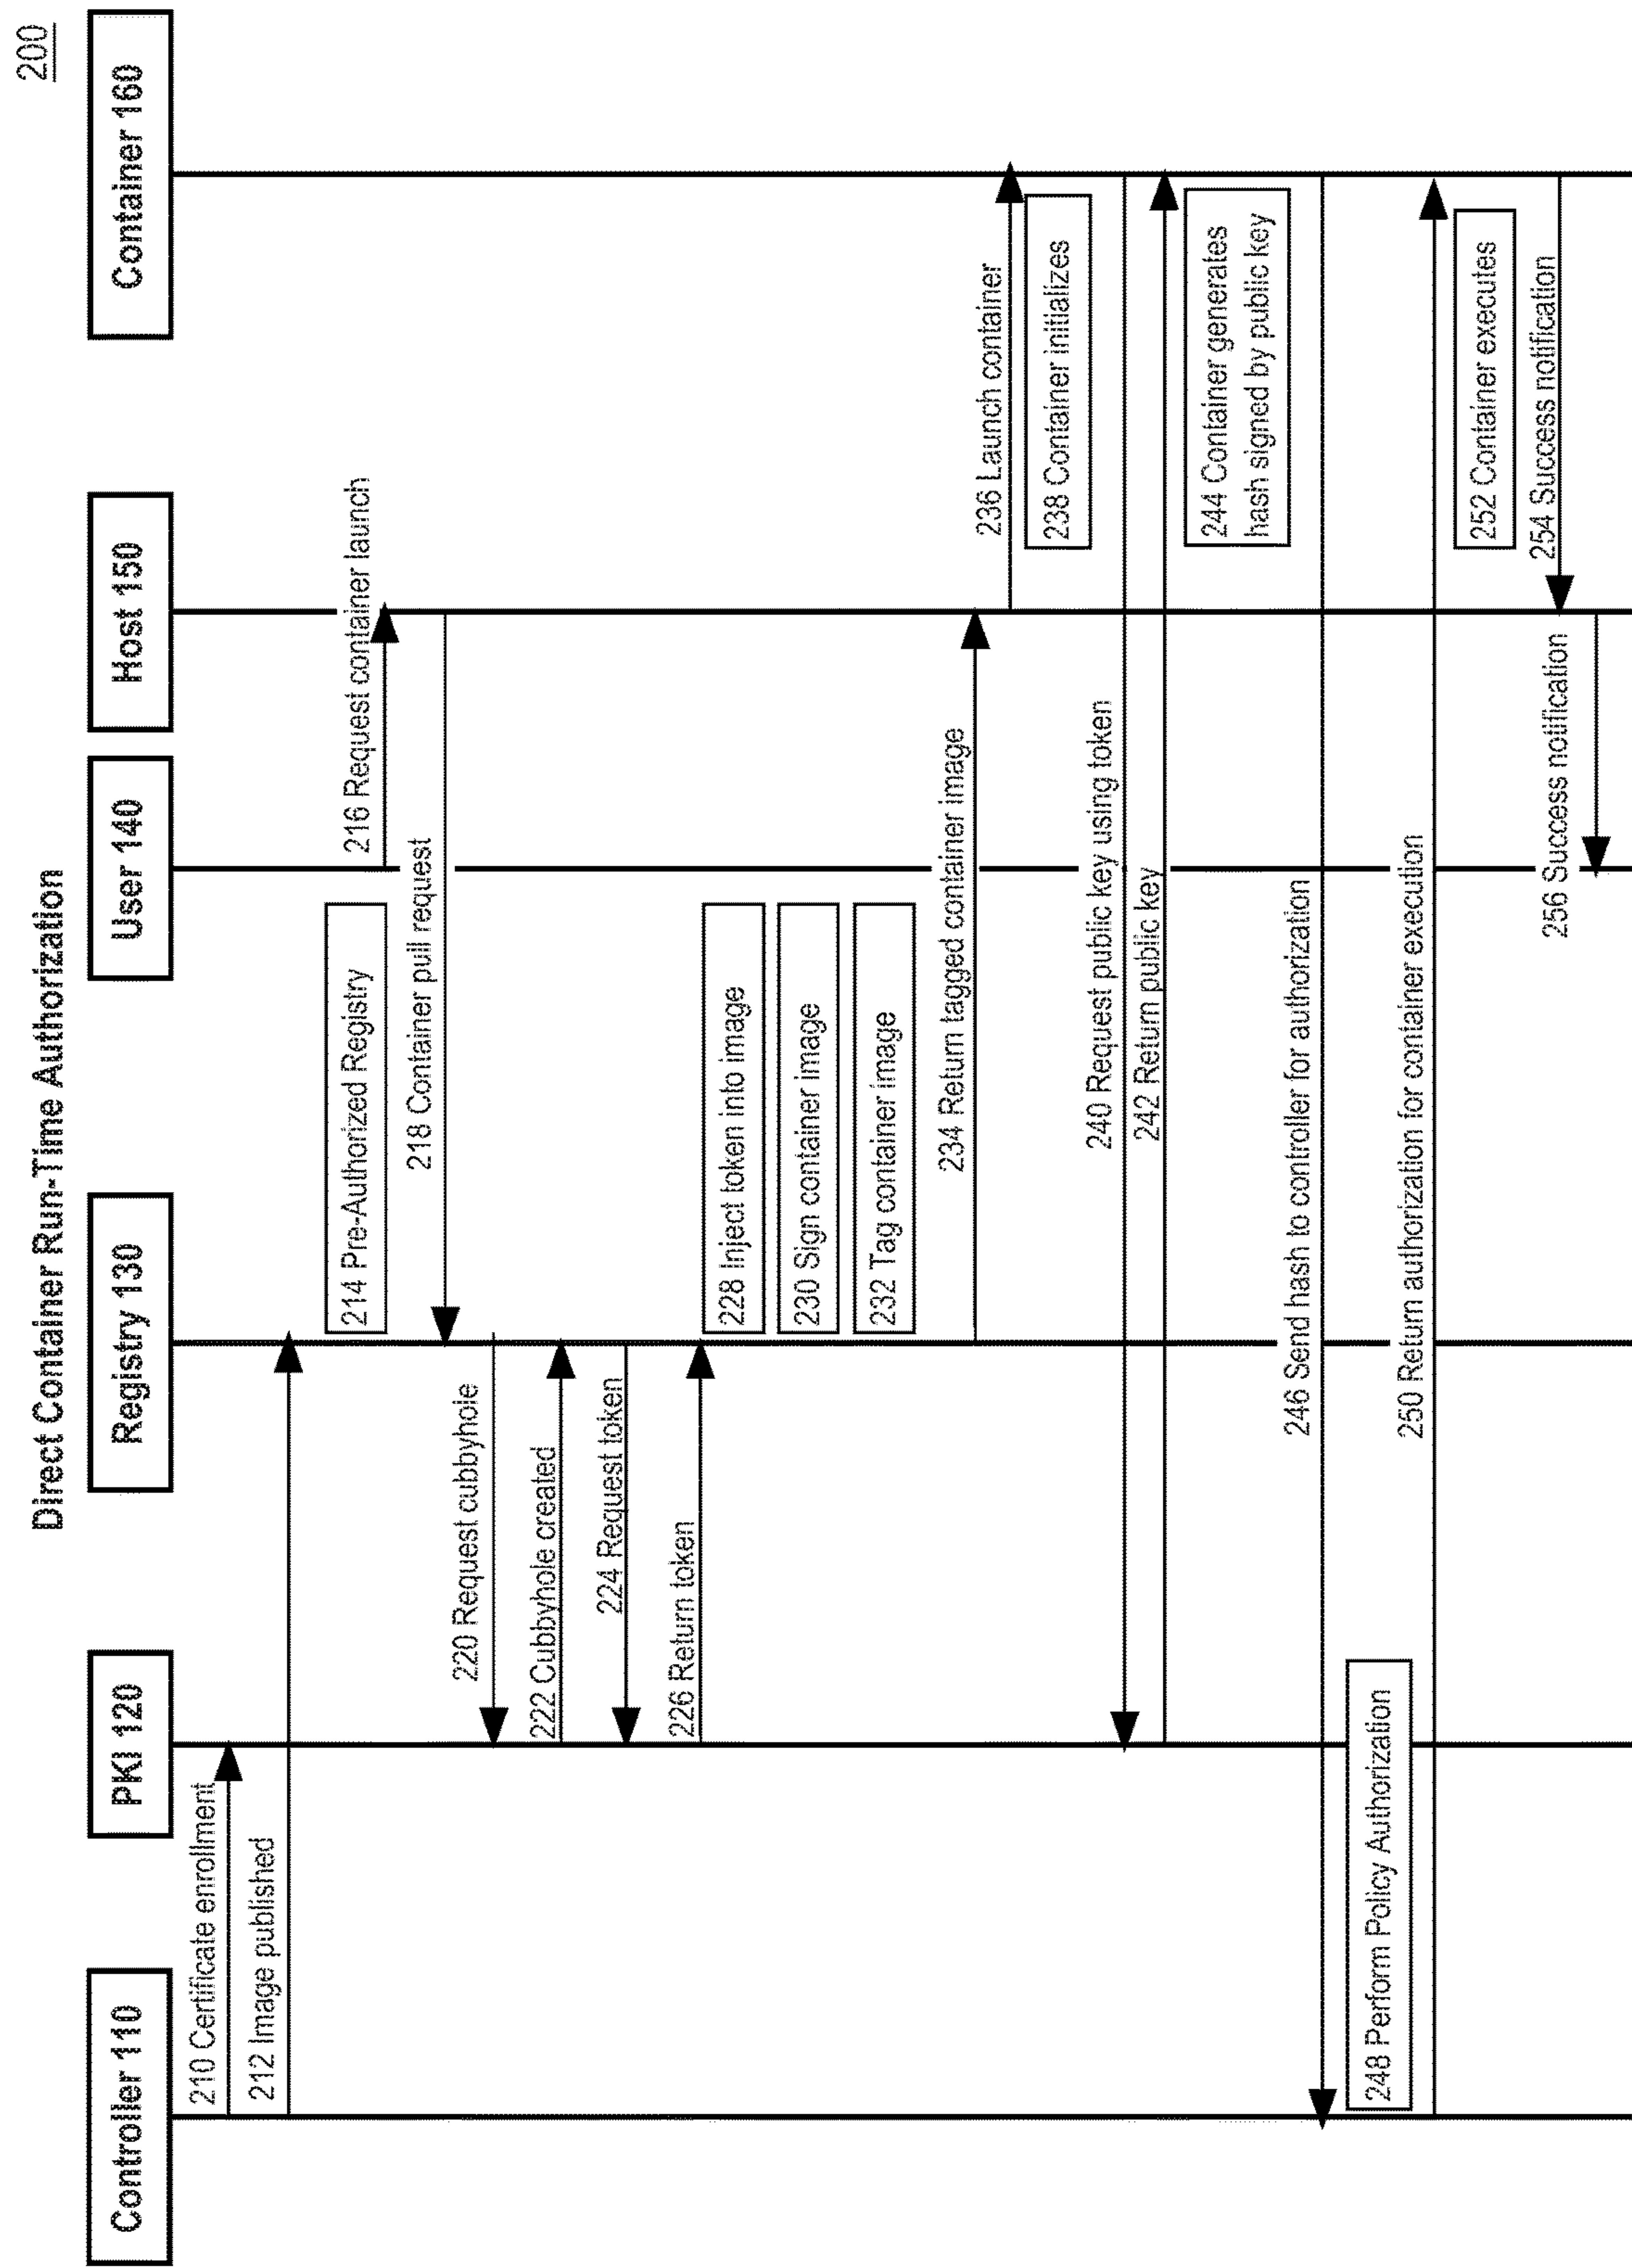 200
Direct Container Run-Time Authorization
Controller 110
PKI 120
Registry 130
User 140
Host 150
Container 160
210 Certificate enrollment
212 Image published
214 Pre-Authorized Registry
216 Request container launch
218 Container pull request
220 Request cubbyhole
222 Cubbyhole created
224 Request token
226 Return token
228 Inject token into image
230 Sign container image
232 Tag container image
234 Return tagged container image
236 Launch container
238 Container initializes
240 Request public key using token
242 Return public key
244 Container generates
hash signed by public key
246 Send hash to controller for authorization
248 Perform Policy Authorization
250 Return authorization for container execution
252 Container executes
254 Success notification
256 Success notification